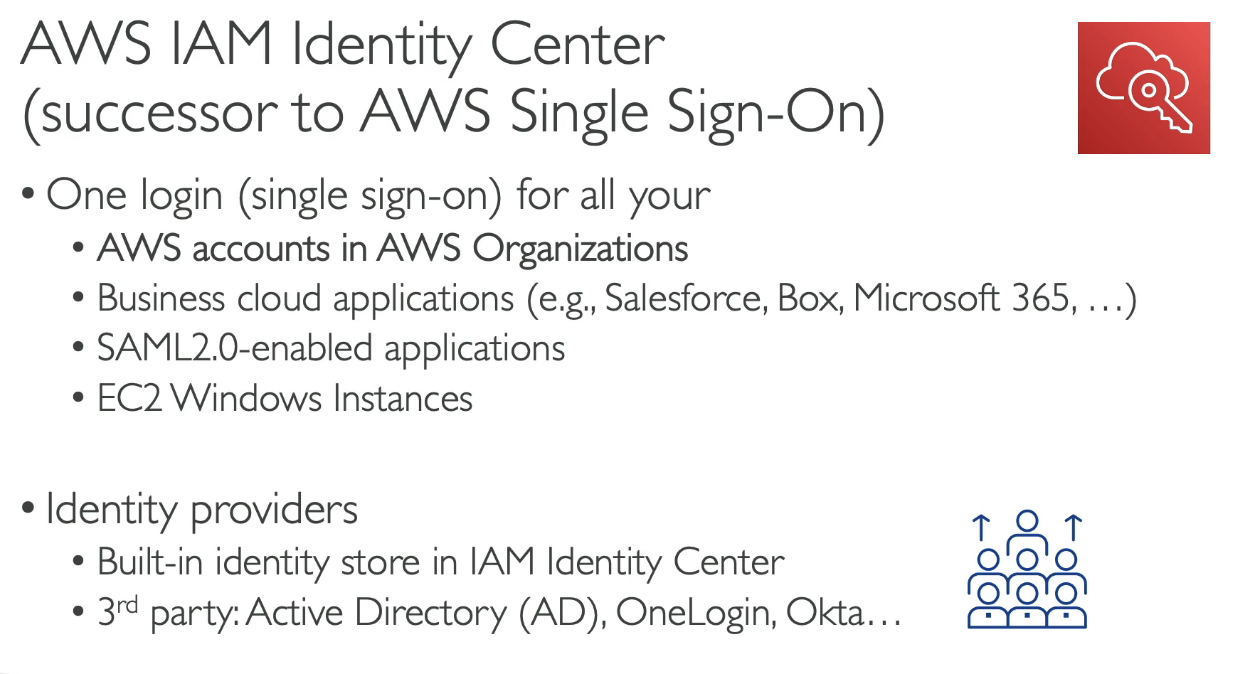 AWS IAM Identity Center
(successor to AWS Single Sign-On)
• One login (single sign-on) for all your
• AWS accounts in AWS Organizations
• Business cloud applications (e.g., Salesforce, Box, Microsoft 365, …)
• SAML2.0-enabled applications
• EC2 Windows Instances
• Identity providers
• Built-in identity store in IAM Identity Center
• 3rd party: Active Directory (AD), OneLogin, Okta…